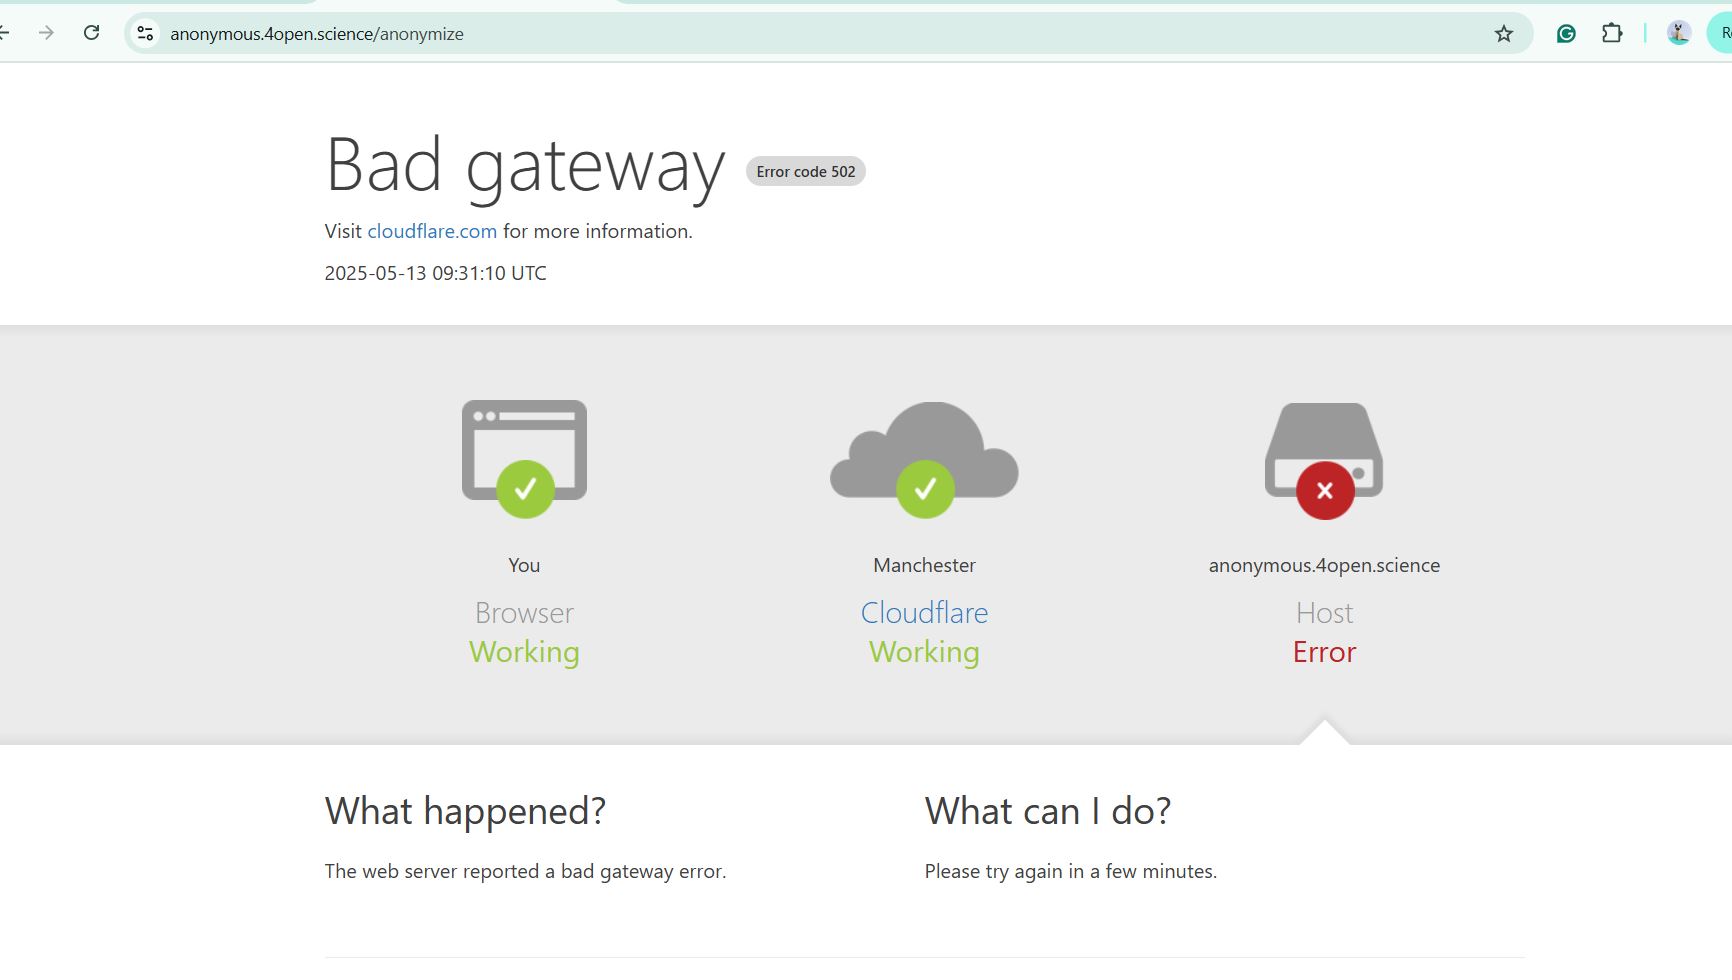 anonymous.4open.science/anonymize
Bad gateway Error code 502
Visit cloudflare.com for more information.
2025-05-13 09:31:10 UTC
You
Browser
Working
Manchester
Cloudflare
Working
anonymous.4open.science
Host
Error
What happened?
The web server reported a bad gateway error.
What can I do?
Please try again in a few minutes.